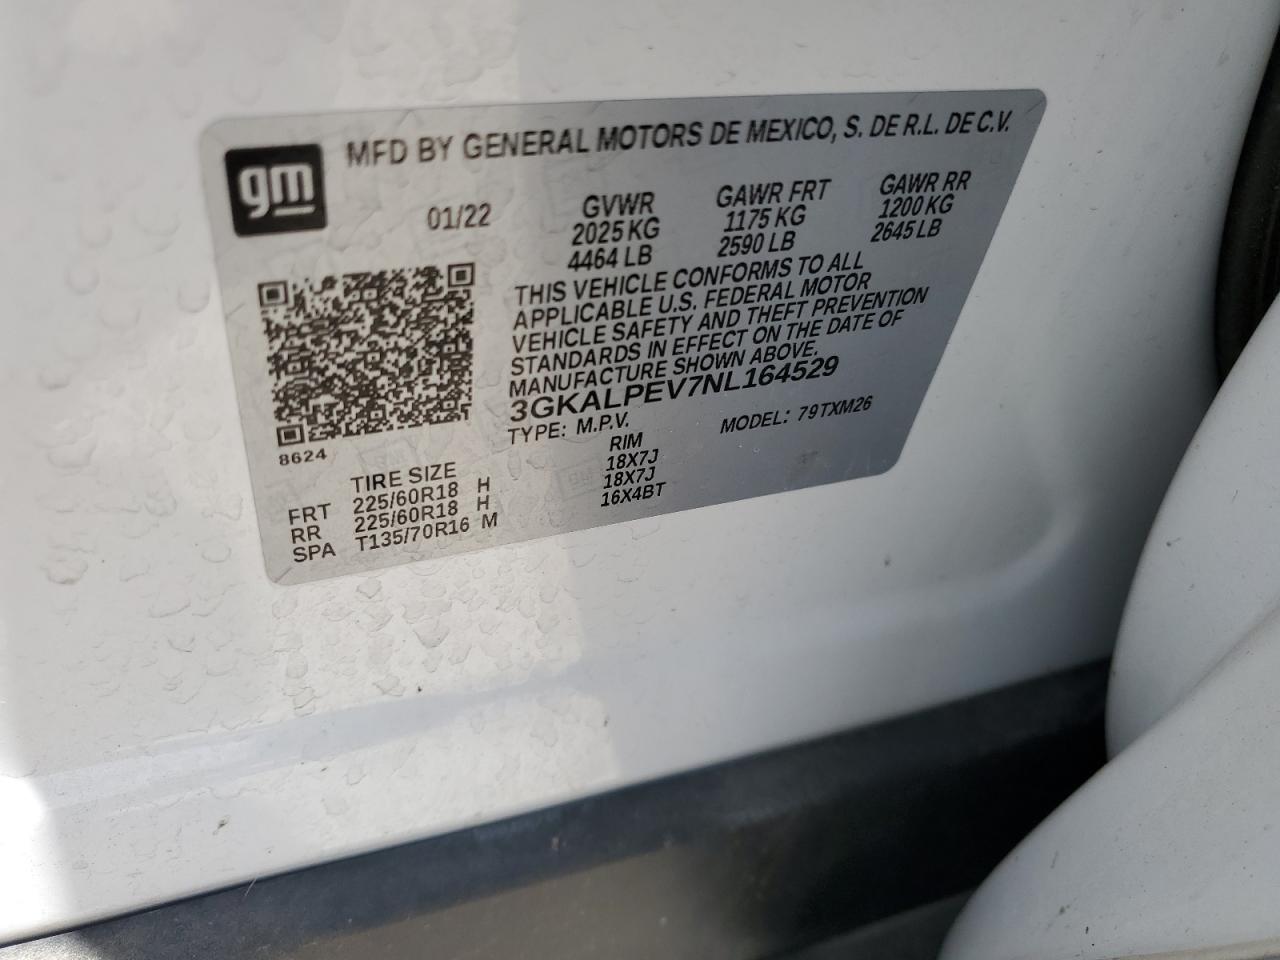 gm
MFD BY GENERAL MOTORS DE MEXICO, S. DE R.L. DE C.V.
01/22
GVWR GAWR FRT GAWR RR
2025 KG 1175 KG 1200 KG
4464 LB 2590 LB 2645 LB
THIS VEHICLE CONFORMS TO ALL
APPLICABLE U.S. FEDERAL MOTOR
VEHICLE SAFETY AND THEFT PREVENTION
STANDARDS IN EFFECT ON THE DATE OF
MANUFACTURE SHOWN ABOVE.
3GKALPEV7NL164529
TYPE: M.P.V. MODEL: 79TXM26
8624
TIRE SIZE RIM
FRT 225/60R18 H 18X7J
RR 225/60R18 H 18X7J
SPA T135/70R16 M 16X4BT